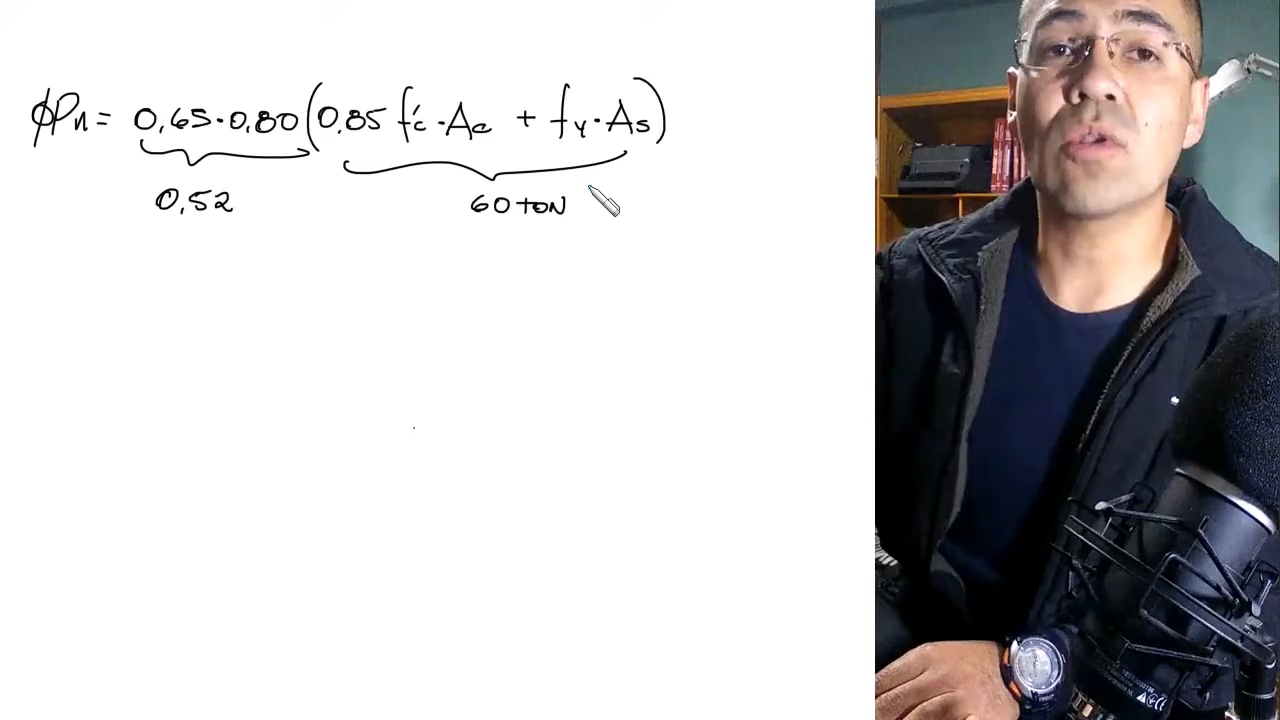 ϕPn = 0,65·0,80(0,85 f'c·Ac + fy·As)
0,52
60 ton